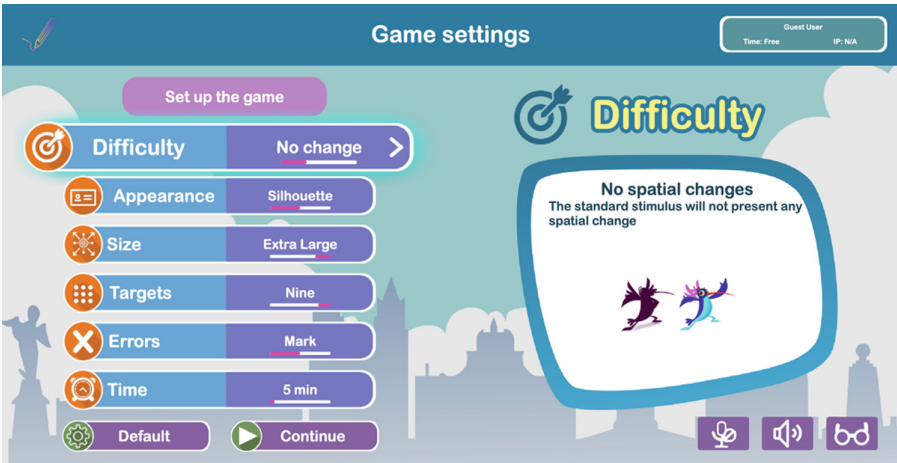 Game settings
Guest User
Time: Free IP: N/A
Set up the game
Difficulty No change
Appearance Silhouette
Size Extra Large
Targets Nine
Errors Mark
Time 5 min
Default Continue
Difficulty
No spatial changes
The standard stimulus will not present any
spatial change